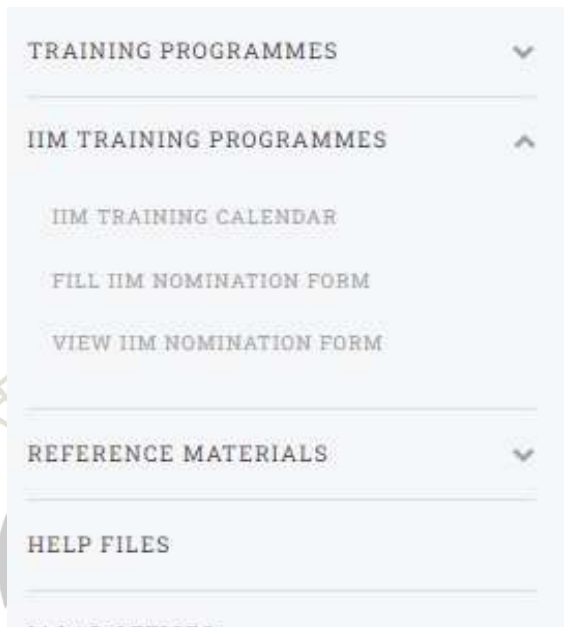 TRAINING PROGRAMMES
IIM TRAINING PROGRAMMES
IIM TRAINING CALENDAR
FILL IIM NOMINATION FORM
VIEW IIM NOMINATION FORM
REFERENCE MATERIALS
HELP FILES